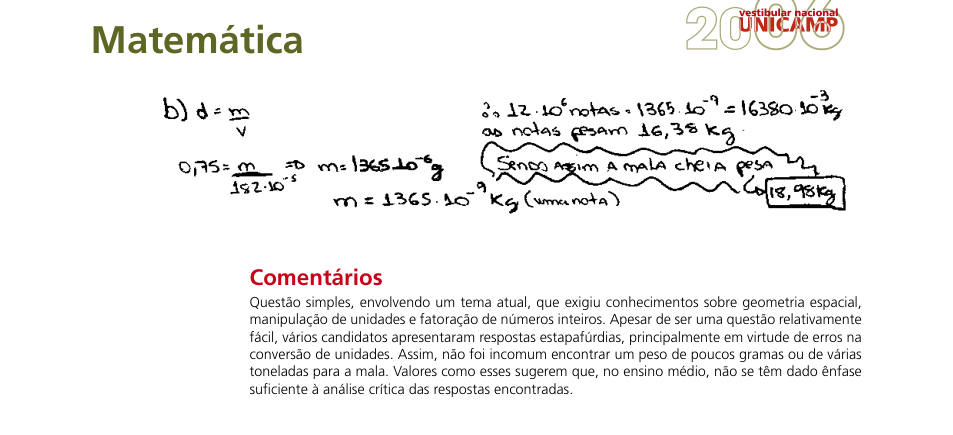 Matemática
2006
vestibular nacional
UNICAMP
b) d = m
v
0,75 = m => m = 1365.10⁻⁶g
182.10⁻⁵
m = 1365.10⁻⁹ Kg (uma nota)
∴ 12.10⁶ notas = 1365.10⁻⁹ = 16380.10⁻³ Kg
as notas pesam 16,38 Kg.
Sendo assim a mala cheia pesa
18,98Kg
Comentários
Questão simples, envolvendo um tema atual, que exigiu conhecimentos sobre geometria espacial,
manipulação de unidades e fatoração de números inteiros. Apesar de ser uma questão relativamente
fácil, vários candidatos apresentaram respostas estapafúrdias, principalmente em virtude de erros na
conversão de unidades. Assim, não foi incomum encontrar um peso de poucos gramas ou de várias
toneladas para a mala. Valores como esses sugerem que, no ensino médio, não se têm dado ênfase
suficiente à análise crítica das respostas encontradas.